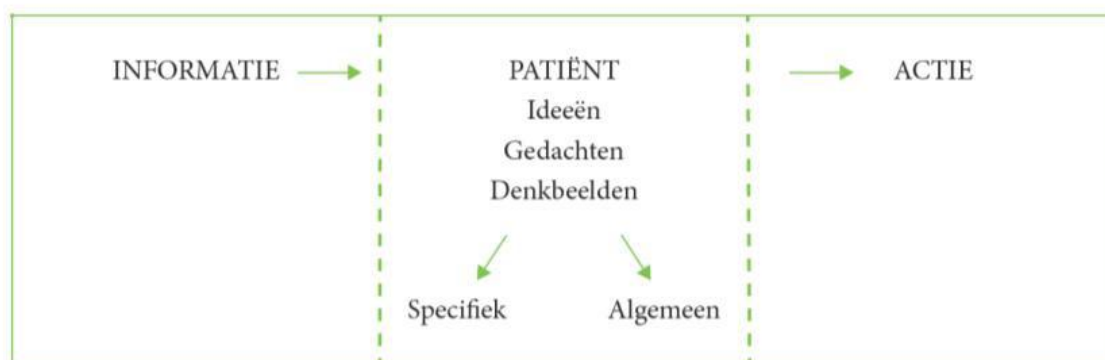 INFORMATIE
PATIËNT
ACTIE
Ideeën
Gedachten
Denkbeelden
Specifiek
Algemeen